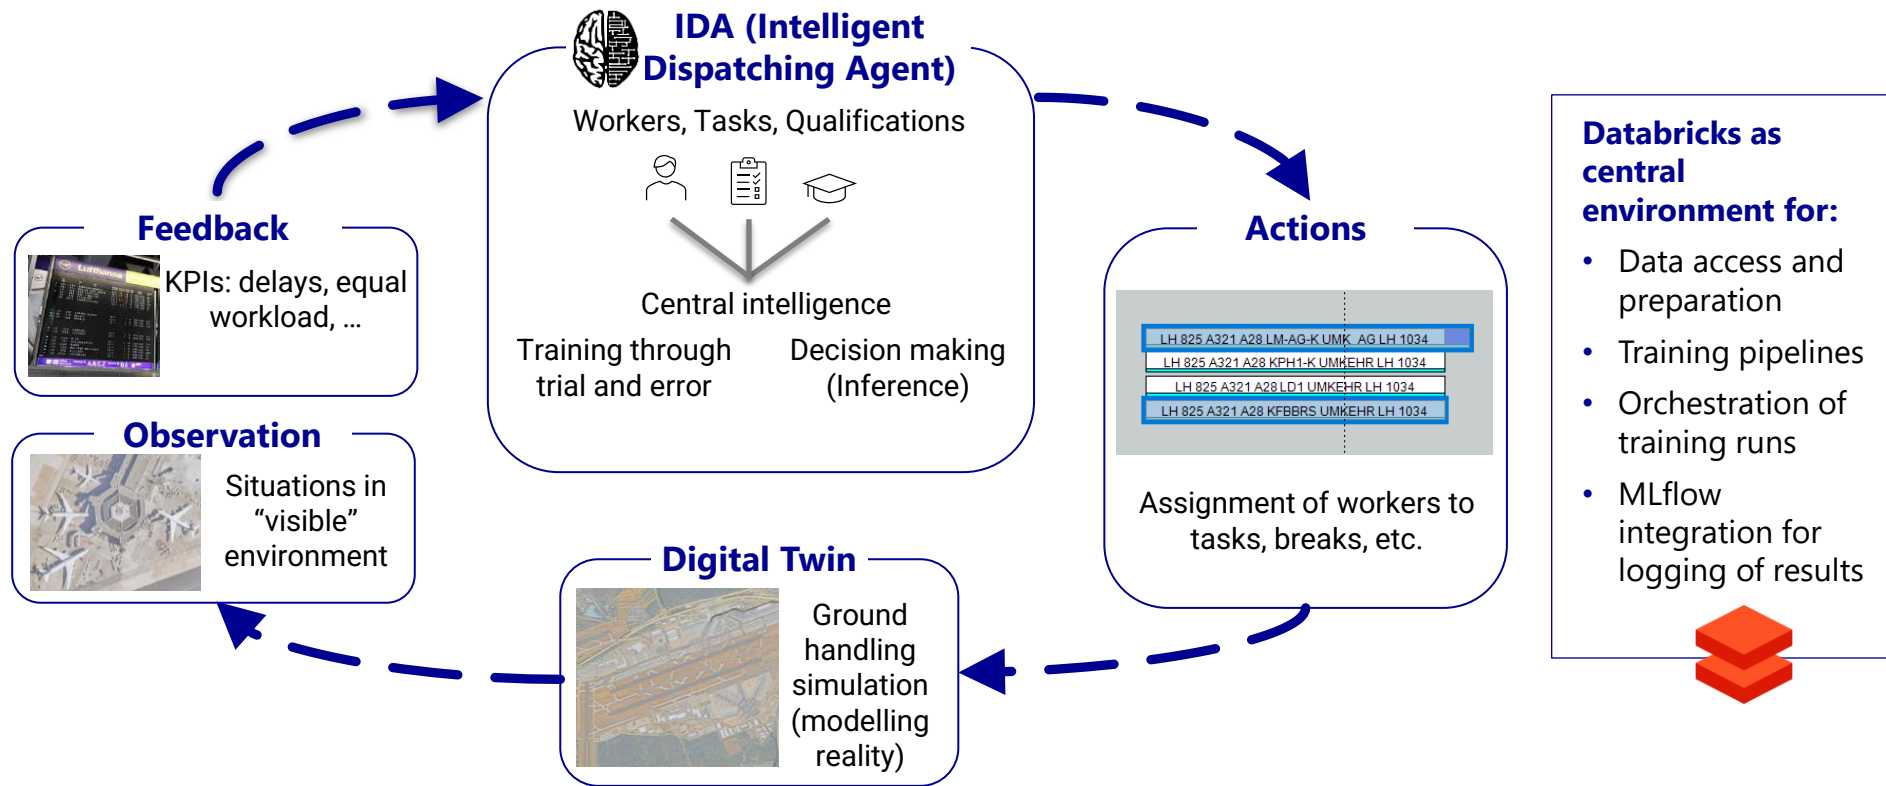 IDA (Intelligent
Dispatching Agent)
Workers, Tasks, Qualifications
Central intelligence
Training through
trial and error
Decision making
(Inference)
Feedback
Lufthansa
KPIs: delays, equal
workload, ...
Observation
Situations in
“visible”
environment
Digital Twin
Ground
handling
simulation
(modelling
reality)
Actions
LH 825 A321 A28 LM-AG-K UMK_AG LH 1034
LH 825 A321 A28 KPH1-K UMKEHR LH 1034
LH 825 A321 A28 LD1 UMKEHR LH 1034
LH 825 A321 A28 KFBBRS UMKEHR LH 1034
Assignment of workers to
tasks, breaks, etc.
Databricks as
central
environment for:
• Data access and
preparation
• Training pipelines
• Orchestration of
training runs
• MLflow
integration for
logging of results